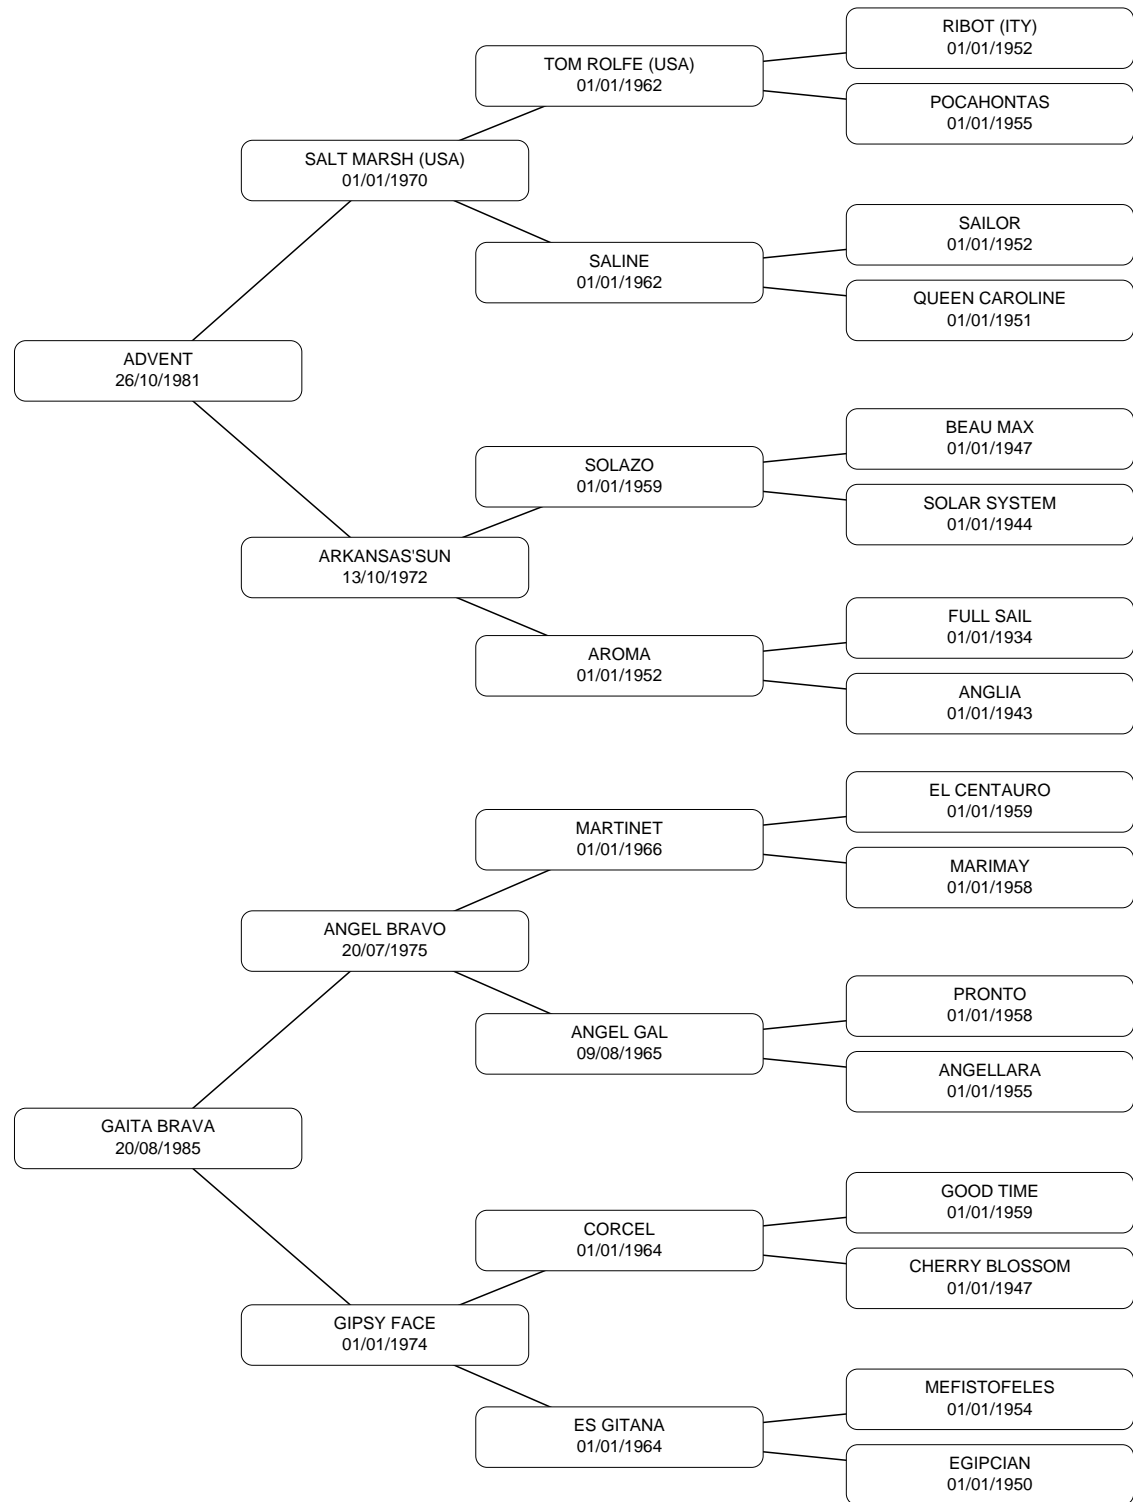 RIBOT (ITY)
01/01/1952
TOM ROLFE (USA)
01/01/1962
POCAHONTAS
01/01/1955
SALT MARSH (USA)
01/01/1970
SAILOR
01/01/1952
SALINE
01/01/1962
QUEEN CAROLINE
01/01/1951
ADVENT
26/10/1981
BEAU MAX
01/01/1947
SOLAZO
01/01/1959
SOLAR SYSTEM
01/01/1944
ARKANSAS'SUN
13/10/1972
FULL SAIL
01/01/1934
AROMA
01/01/1952
ANGLIA
01/01/1943
EL CENTAURO
01/01/1959
MARTINET
01/01/1966
MARIMAY
01/01/1958
ANGEL BRAVO
20/07/1975
PRONTO
01/01/1958
ANGEL GAL
09/08/1965
ANGELLARA
01/01/1955
GAITA BRAVA
20/08/1985
GOOD TIME
01/01/1959
CORCEL
01/01/1964
CHERRY BLOSSOM
01/01/1947
GIPSY FACE
01/01/1974
MEFISTOFELES
01/01/1954
ES GITANA
01/01/1964
EGIPCIAN
01/01/1950